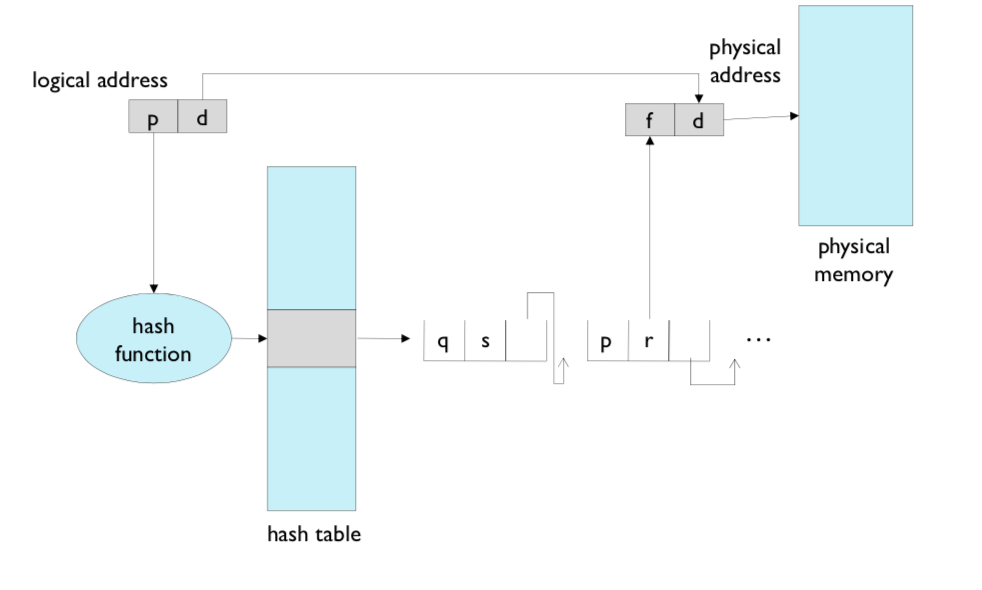 physical
address
logical address
p d
f d
physical
memory
hash
function
q s
p r
...
hash table